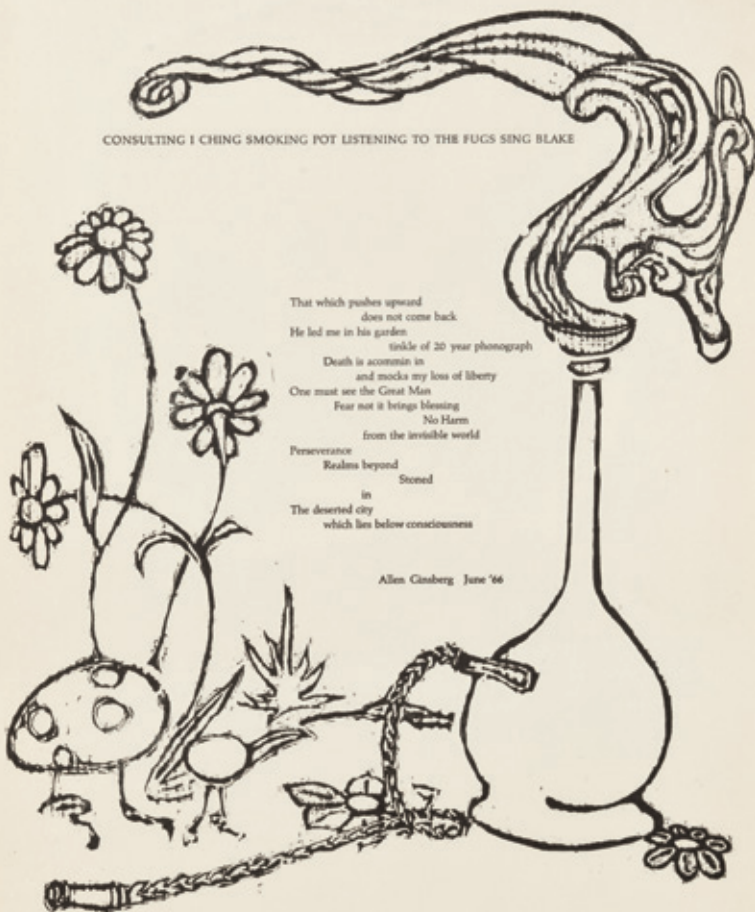 CONSULTING I CHING SMOKING POT LISTENING TO THE FUGS SING BLAKE
That which pushes upward
does not come back
He led me in his garden
tinkle of 20 year phonograph
Death is acommin in
and mocks my loss of liberty
One must see the Great Man
Fear not it brings blessing
No Harm
from the invisible world
Perseverance
Realms beyond
Stoned
in
The deserted city
which lies below consciousness
Allen Ginsberg June '66